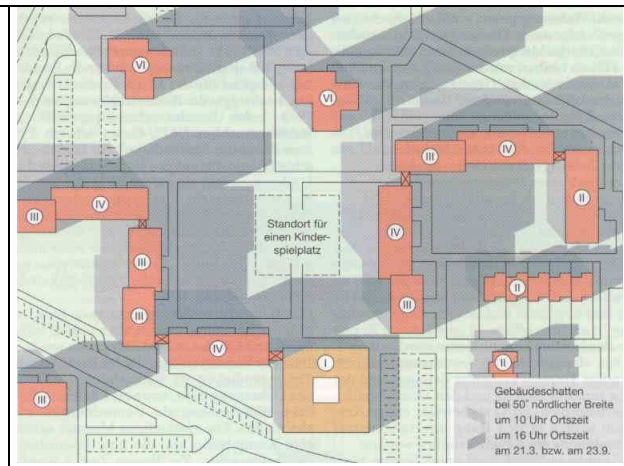 VI
VI
III
IV
II
IV
III
Standort für
einen Kinder-
spielplatz
IV
III
II
III
III
IV
I
II
III
Gebäudeschatten
bei 50° nördlicher Breite
um 10 Uhr Ortszeit
um 16 Uhr Ortszeit
am 21.3. bzw. am 23.9.